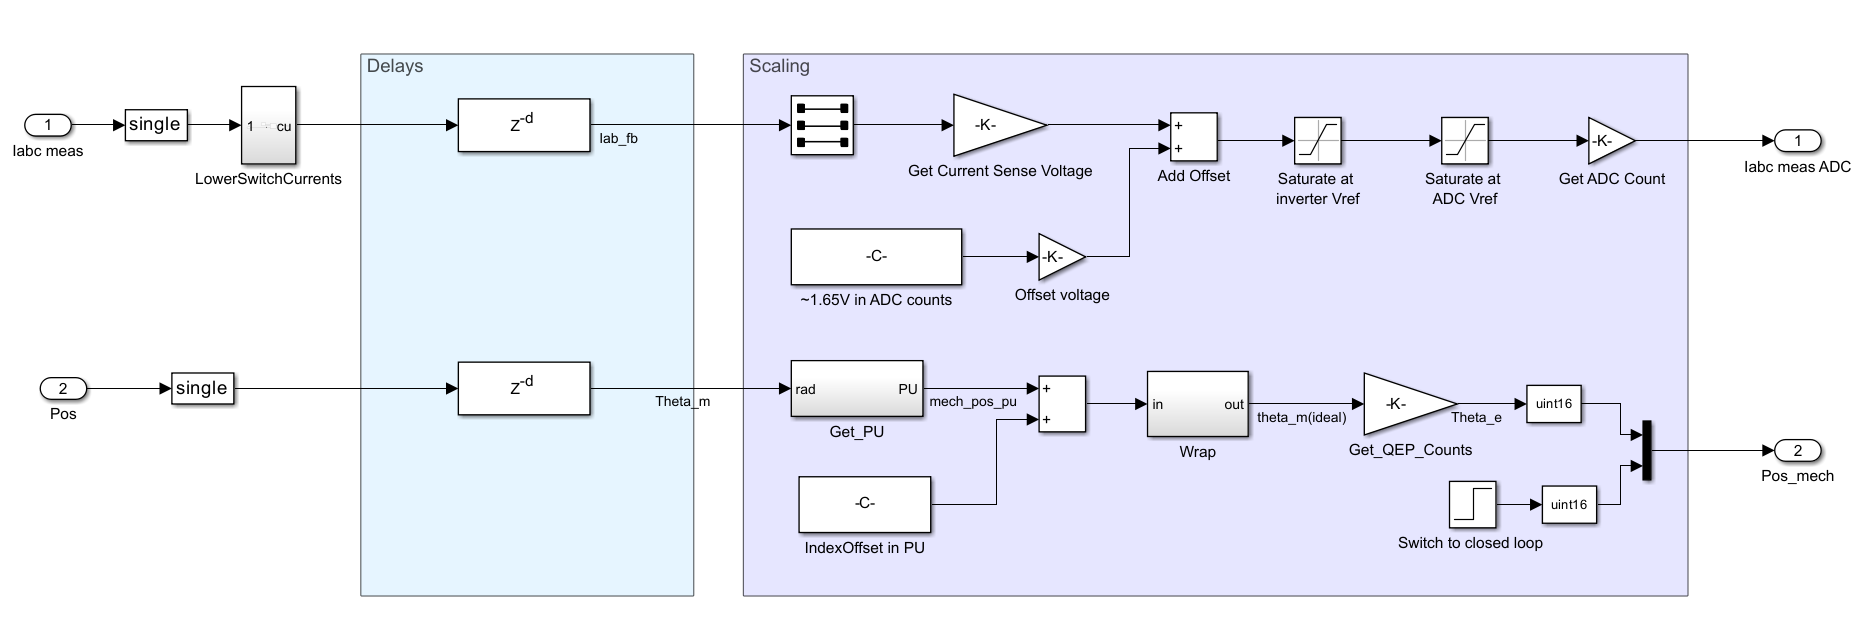 Delays
Scaling
1
Iabc meas
single
1
cu
LowerSwitchCurrents
Z-d
Iab_fb
-K-
Get Current Sense Voltage
+
+
Add Offset
Saturate at
inverter Vref
Saturate at
ADC Vref
-K-
Get ADC Count
1
Iabc meas ADC
-C-
~1.65V in ADC counts
-K-
Offset voltage
2
Pos
single
Z-d
Theta_m
rad
PU
Get_PU
mech_pos_pu
+
+
in
out
Wrap
theta_m(ideal)
-K-
Get_QEP_Counts
Theta_e
uint16
2
Pos_mech
-C-
IndexOffset in PU
Switch to closed loop
uint16